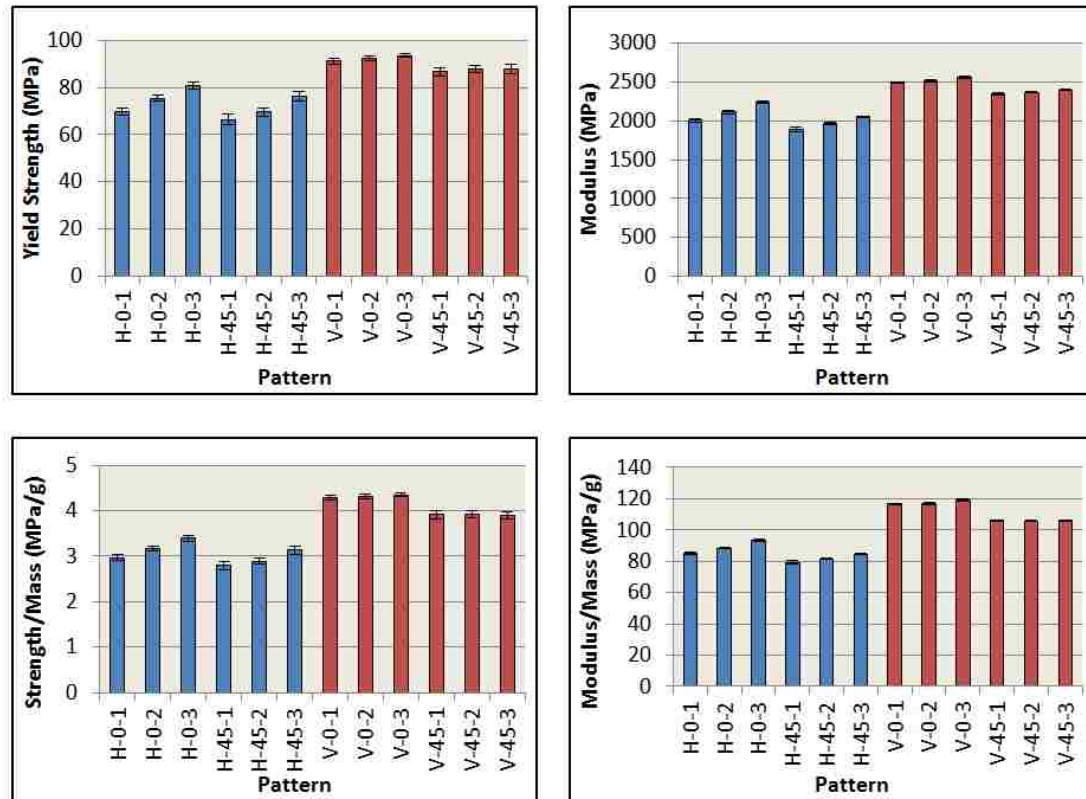 Yield Strength (MPa)
100
80
60
40
20
0
H-0-1
H-0-2
H-0-3
H-45-1
H-45-2
H-45-3
V-0-1
V-0-2
V-0-3
V-45-1
V-45-2
V-45-3
Pattern
Modulus (MPa)
3000
2500
2000
1500
1000
500
0
H-0-1
H-0-2
H-0-3
H-45-1
H-45-2
H-45-3
V-0-1
V-0-2
V-0-3
V-45-1
V-45-2
V-45-3
Pattern
Strength/Mass (MPa/g)
5
4
3
2
1
0
H-0-1
H-0-2
H-0-3
H-45-1
H-45-2
H-45-3
V-0-1
V-0-2
V-0-3
V-45-1
V-45-2
V-45-3
Pattern
Modulus/Mass (MPa/g)
140
120
100
80
60
40
20
0
H-0-1
H-0-2
H-0-3
H-45-1
H-45-2
H-45-3
V-0-1
V-0-2
V-0-3
V-45-1
V-45-2
V-45-3
Pattern